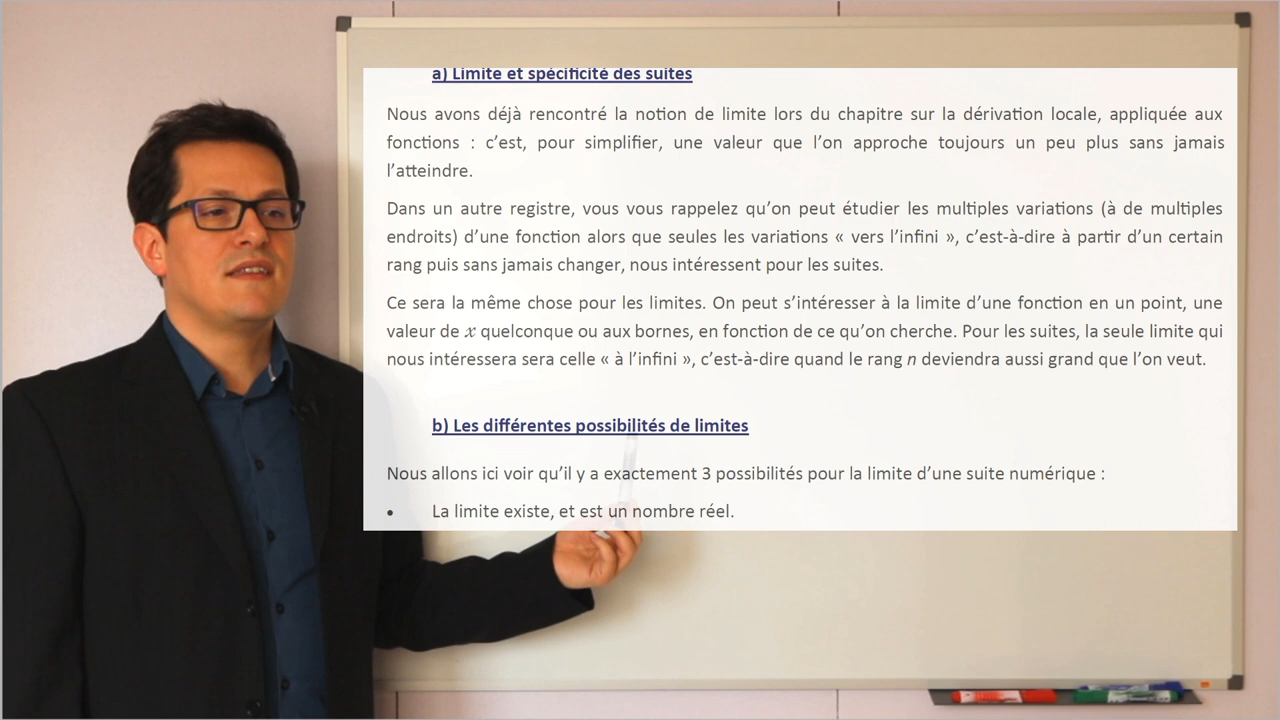 a) Limite et spécificité des suites
Nous avons déjà rencontré la notion de limite lors du chapitre sur la dérivation locale, appliquée aux
fonctions : c’est, pour simplifier, une valeur que l’on approche toujours un peu plus sans jamais
l’atteindre.
Dans un autre registre, vous vous rappelez qu’on peut étudier les multiples variations (à de multiples
endroits) d’une fonction alors que seules les variations « vers l’infini », c’est-à-dire à partir d’un certain
rang puis sans jamais changer, nous intéressent pour les suites.
Ce sera la même chose pour les limites. On peut s’intéresser à la limite d’une fonction en un point, une
valeur de x quelconque ou aux bornes, en fonction de ce qu’on cherche. Pour les suites, la seule limite qui
nous intéressera sera celle « à l’infini », c’est-à-dire quand le rang n deviendra aussi grand que l’on veut.
b) Les différentes possibilités de limites
Nous allons ici voir qu’il y a exactement 3 possibilités pour la limite d’une suite numérique :
• La limite existe, et est un nombre réel.